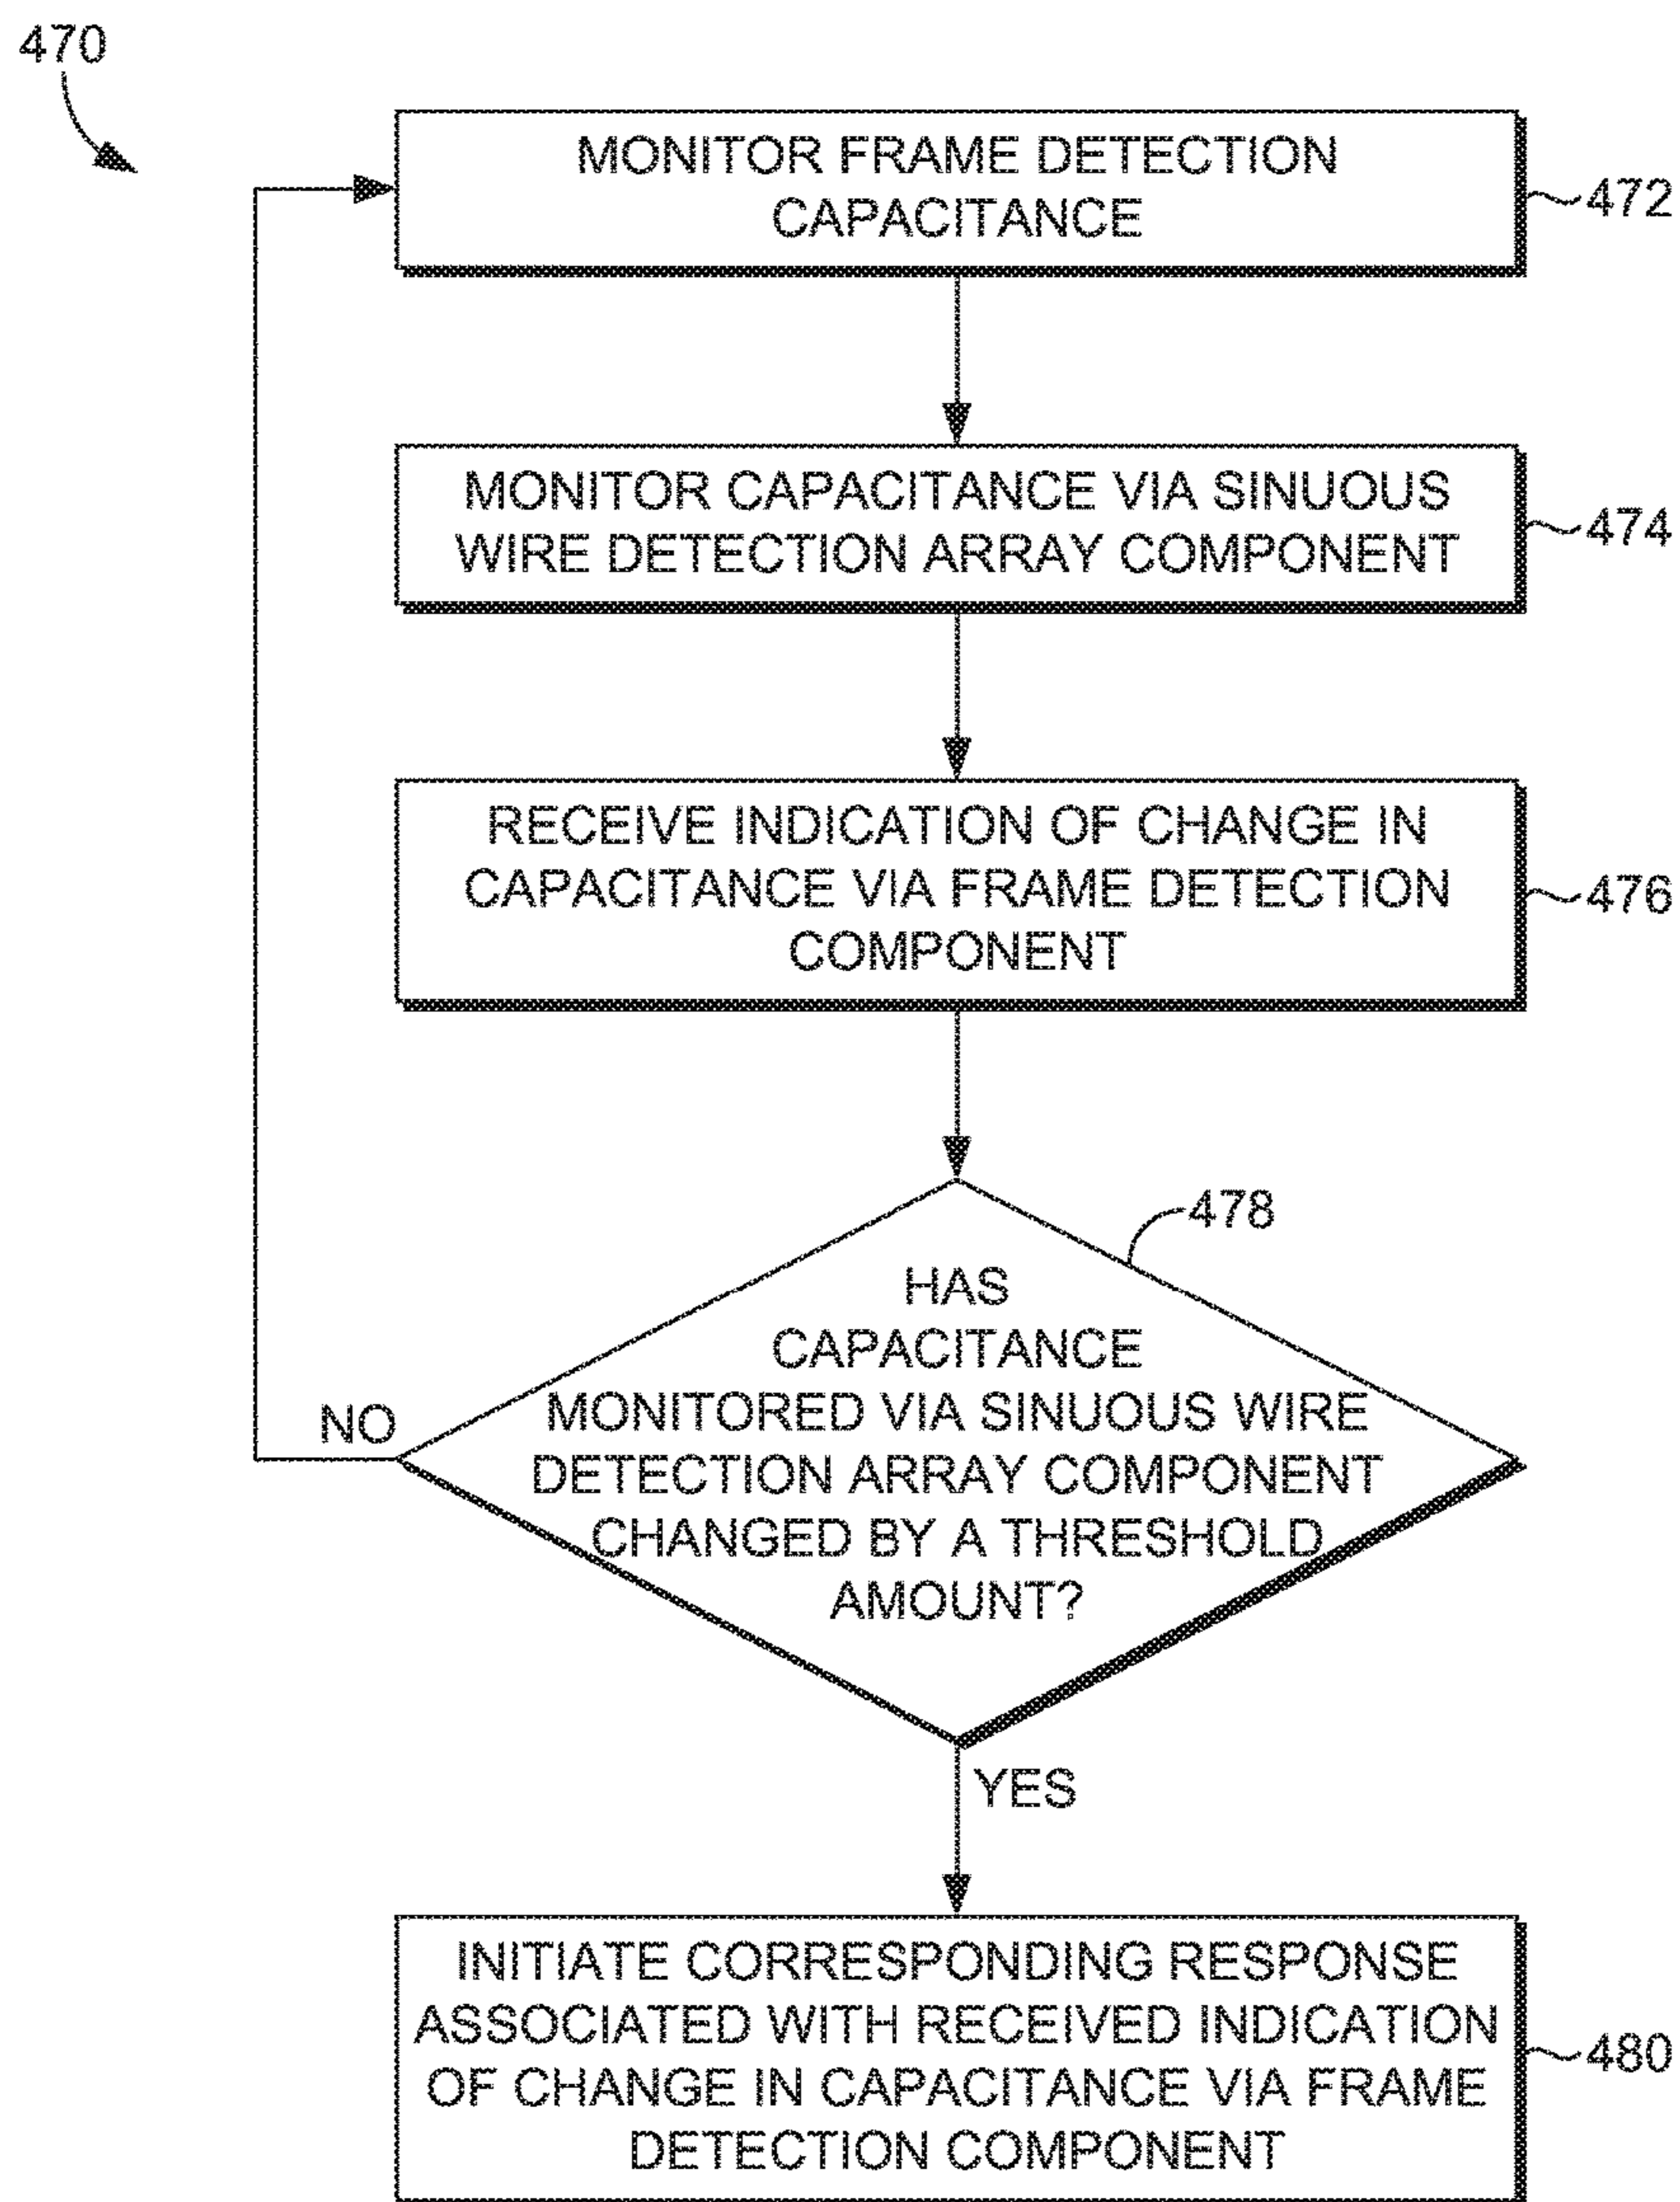 470
MONITOR FRAME DETECTION
CAPACITANCE
472
MONITOR CAPACITANCE VIA SINUOUS
WIRE DETECTION ARRAY COMPONENT
474
RECEIVE INDICATION OF CHANGE IN
CAPACITANCE VIA FRAME DETECTION
COMPONENT
476
478
HAS
CAPACITANCE
MONITORED VIA SINUOUS WIRE
DETECTION ARRAY COMPONENT
CHANGED BY A THRESHOLD
AMOUNT?
NO
YES
INITIATE CORRESPONDING RESPONSE
ASSOCIATED WITH RECEIVED INDICATION
OF CHANGE IN CAPACITANCE VIA FRAME
DETECTION COMPONENT
480